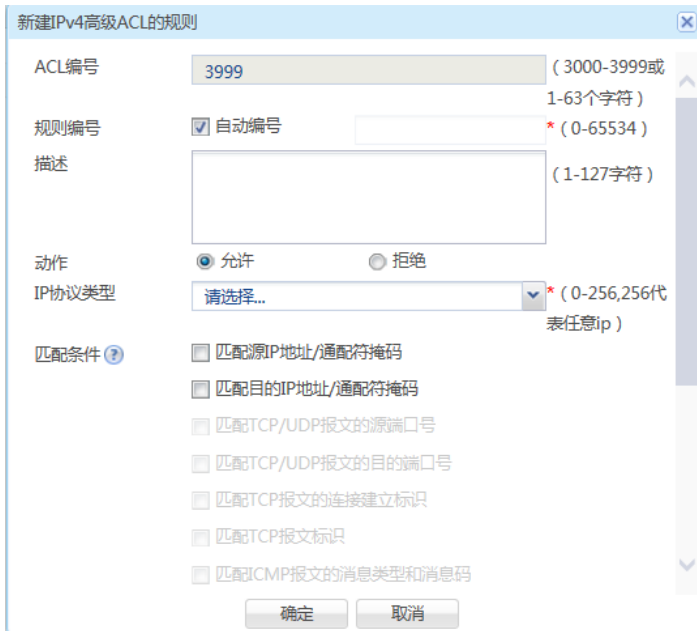 新建IPv4高级ACL的规则
ACL编号
3999
(3000-3999或
1-63个字符)
规则编号
自动编号
*(0-65534)
描述
(1-127字符)
动作
允许
拒绝
IP协议类型
请选择...
*(0-256,256代
表任意ip)
匹配条件
?
匹配源IP地址/通配符掩码
匹配目的IP地址/通配符掩码
匹配TCP/UDP报文的源端口号
匹配TCP/UDP报文的目的端口号
匹配TCP报文的连接建立标识
匹配TCP报文标识
匹配ICMP报文的消息类型和消息码
确定
取消